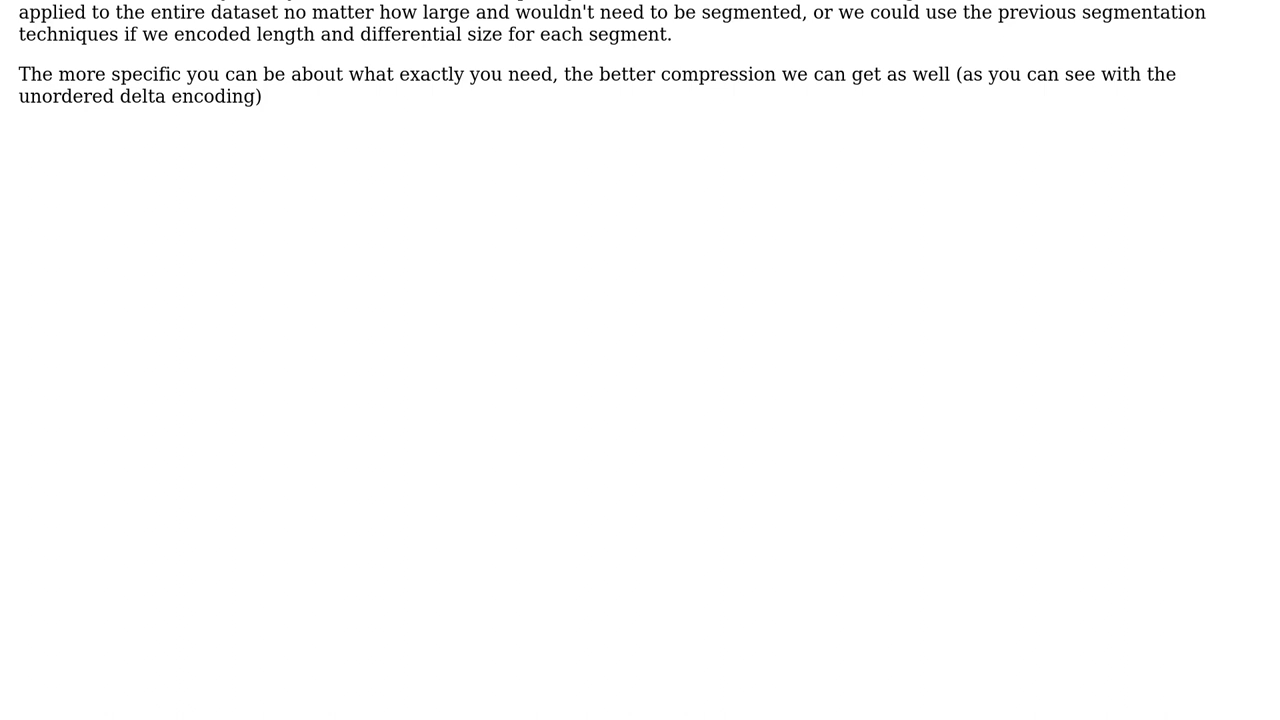 applied to the entire dataset no matter how large and wouldn't need to be segmented, or we could use the previous segmentation
techniques if we encoded length and differential size for each segment.
The more specific you can be about what exactly you need, the better compression we can get as well (as you can see with the
unordered delta encoding)